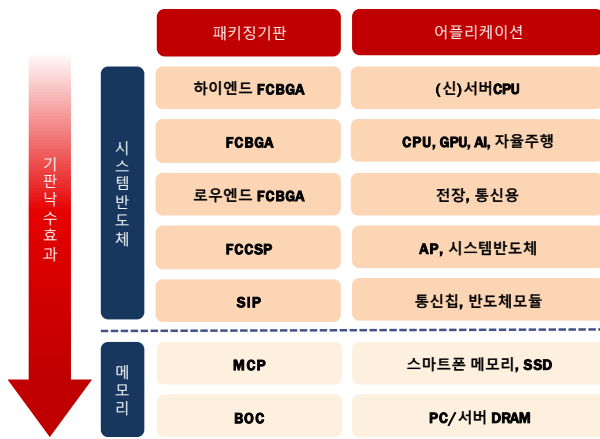 패키징기판
어플리케이션
기판낙수효과
시스템반도체
하이엔드 FCBGA
(신)서버CPU
FCBGA
CPU, GPU, AI, 자율주행
로우엔드 FCBGA
전장, 통신용
FCCSP
AP, 시스템반도체
SIP
통신칩, 반도체모듈
메모리
MCP
스마트폰 메모리, SSD
BOC
PC/서버 DRAM